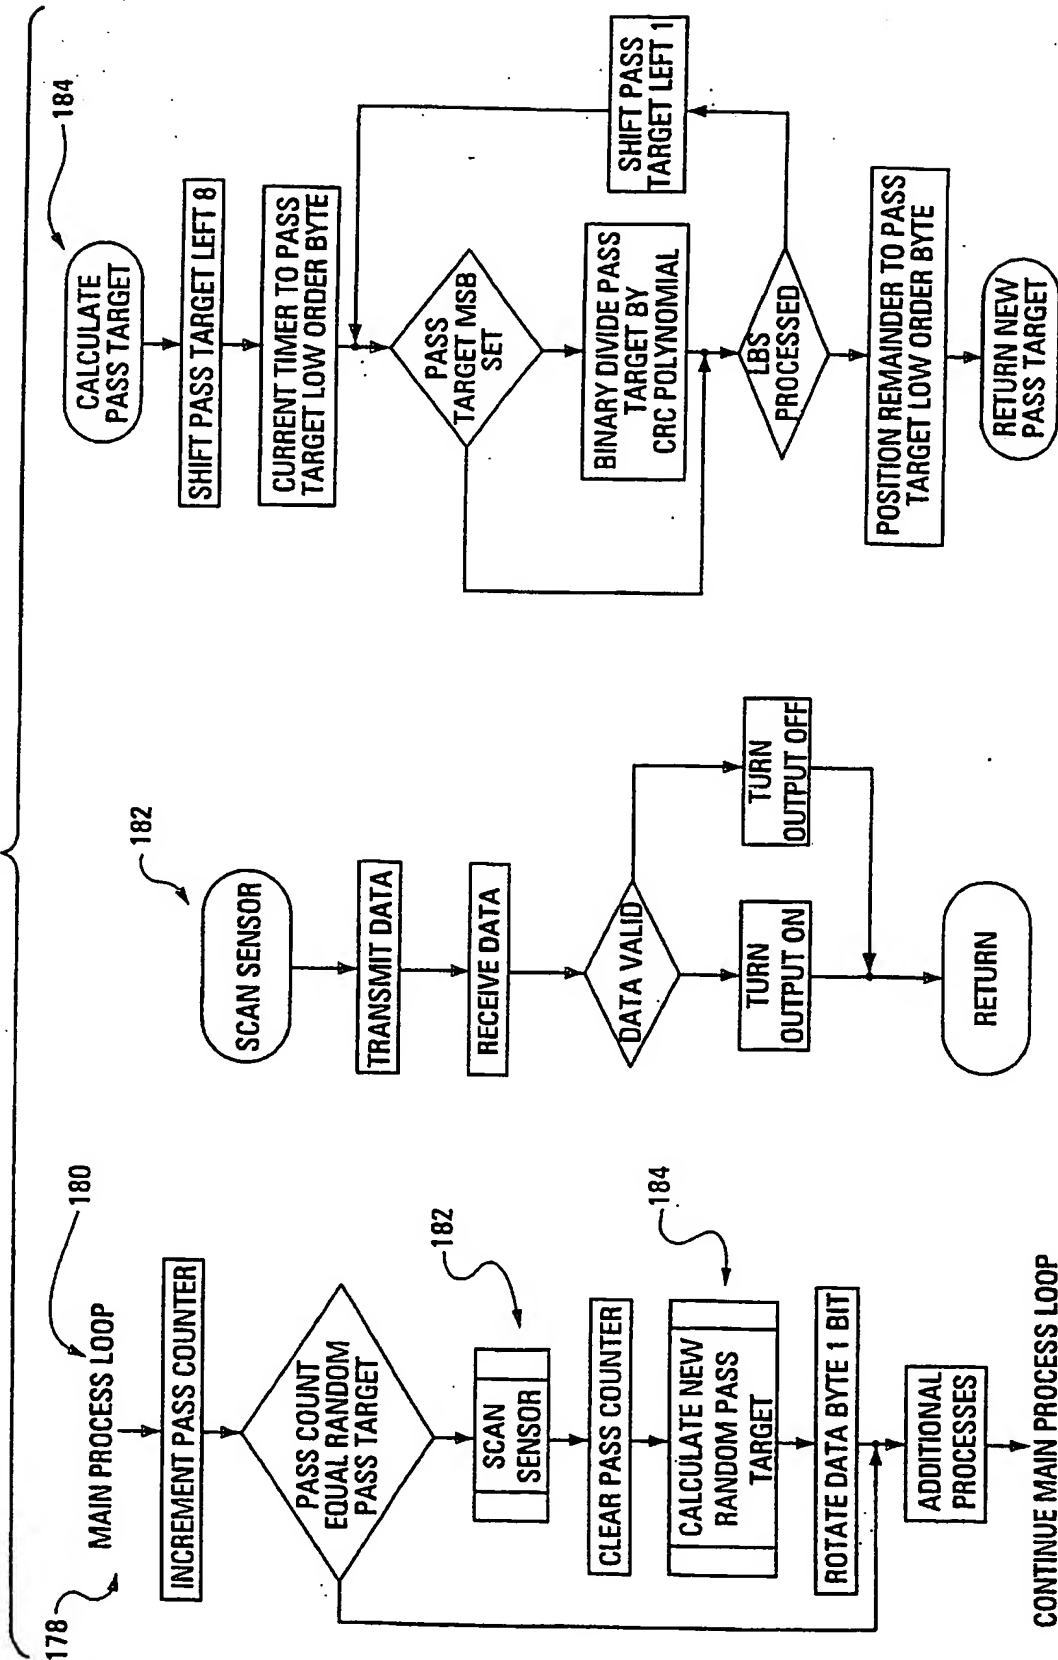 178
180
MAIN PROCESS LOOP
INCREMENT PASS COUNTER
PASS COUNT
EQUAL RANDOM
PASS TARGET
182
SCAN
SENSOR
CLEAR PASS COUNTER
184
CALCULATE NEW
RANDOM PASS
TARGET
ROTATE DATA BYTE 1 BIT
ADDITIONAL
PROCESSES
CONTINUE MAIN PROCESS LOOP
182
SCAN SENSOR
TRANSMIT DATA
RECEIVE DATA
DATA VALID
TURN
OUTPUT ON
TURN
OUTPUT OFF
RETURN
184
CALCULATE
PASS TARGET
SHIFT PASS TARGET LEFT 8
CURRENT TIMER TO PASS
TARGET LOW ORDER BYTE
PASS
TARGET MSB
SET
BINARY DIVIDE PASS
TARGET BY
CRC POLYNOMIAL
LBS
PROCESSED
SHIFT PASS
TARGET LEFT 1
POSITION REMAINDER TO PASS
TARGET LOW ORDER BYTE
RETURN NEW
PASS TARGET